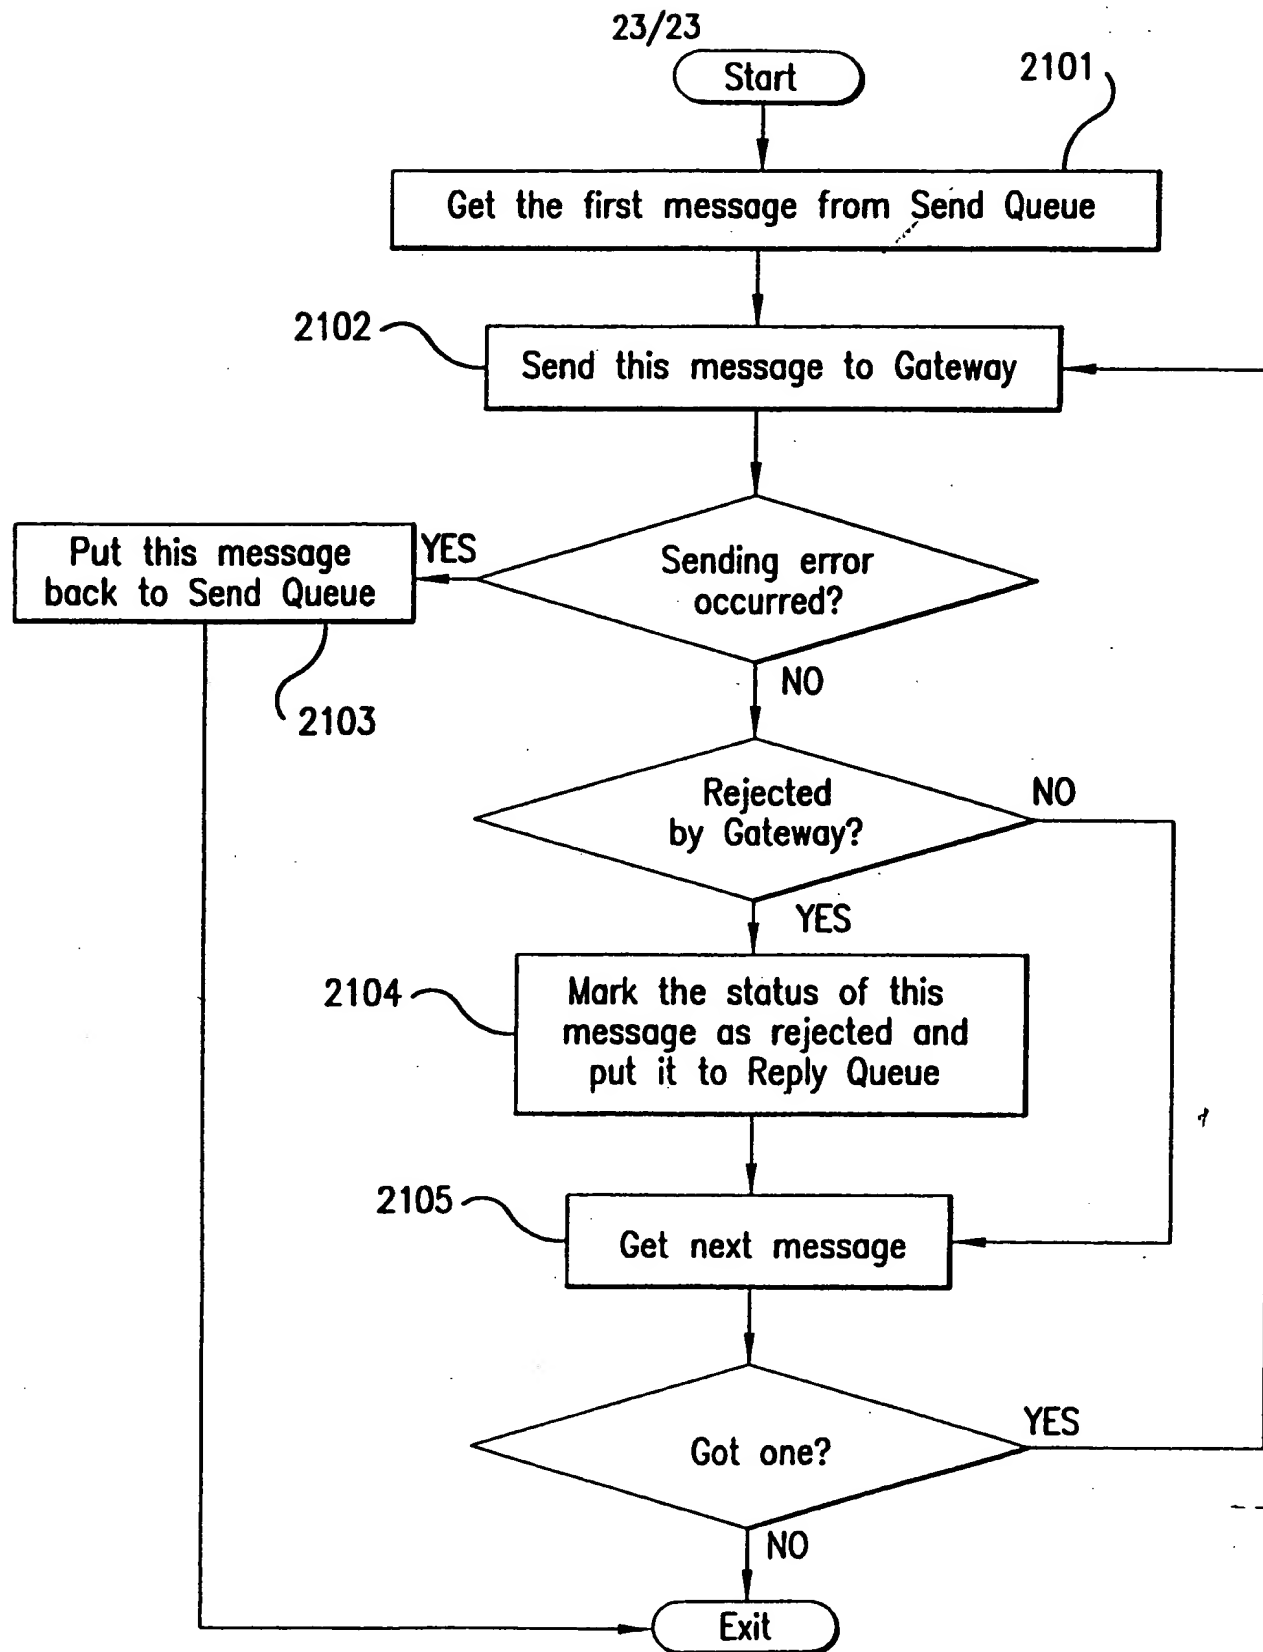 23/23
Start
2101
Get the first message from Send Queue
2102
Send this message to Gateway
Put this message
back to Send Queue
YES
Sending error
occurred?
2103
NO
Rejected
by Gateway?
NO
YES
2104
Mark the status of this
message as rejected and
put it to Reply Queue
2105
Get next message
Got one?
YES
NO
Exit